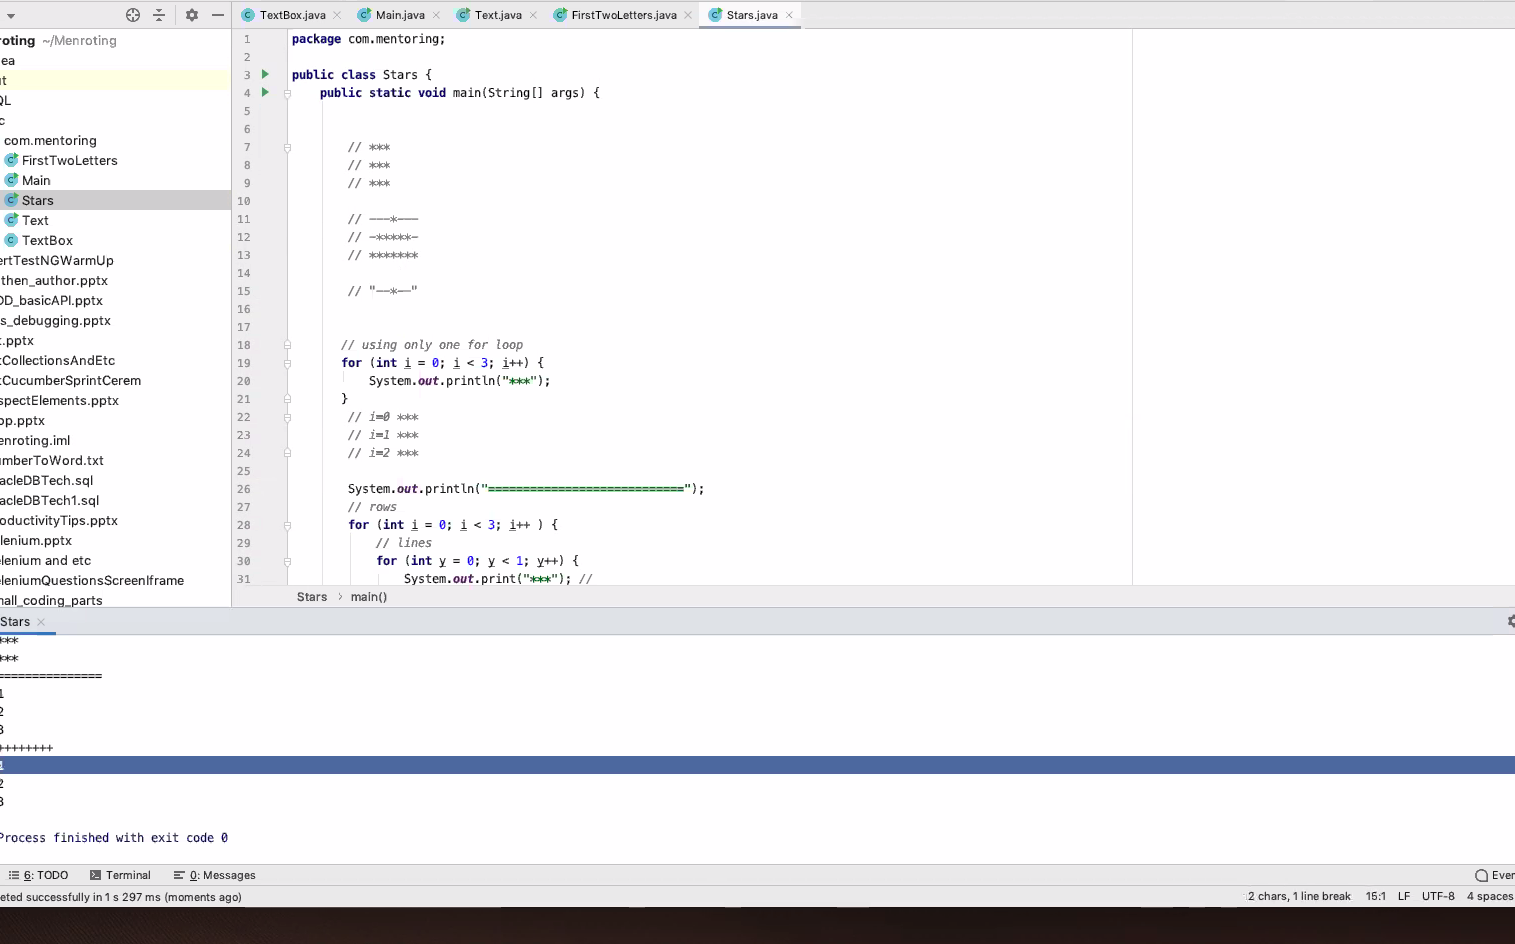 TextBox.java Main.java Text.java FirstTwoLetters.java Stars.java
roting ~/Menroting
ea
ut
QL
c
com.mentoring
FirstTwoLetters
Main
Stars
Text
TextBox
ertTestNGWarmUp
then_author.pptx
DD_basicAPI.pptx
s_debugging.pptx
t.pptx
tCollectionsAndEtc
tCucumberSprintCerem
spectElements.pptx
op.pptx
enroting.iml
umberToWord.txt
acleDBTech.sql
acleDBTech1.sql
oductivityTips.pptx
lenium.pptx
elenium and etc
eleniumQuestionsScreenIframe
mall_coding_parts
1 package com.mentoring;
2
3 public class Stars {
4 public static void main(String[] args) {
5
6
7 // ***
8 // ***
9 // ***
10
11 // ---*---
12 // -*****-
13 // *******
14
15 // "--*--"
16
17
18 // using only one for loop
19 for (int i = 0; i < 3; i++) {
20 System.out.println("***");
21 }
22 // i=0 ***
23 // i=1 ***
24 // i=2 ***
25
26 System.out.println("============================");
27 // rows
28 for (int i = 0; i < 3; i++ ) {
29 // lines
30 for (int y = 0; y < 1; y++) {
31 System.out.print("***"); //
Stars > main()
Stars
***
***
===============
1
2
3
++++++++
1
2
3
Process finished with exit code 0
6: TODO Terminal 0: Messages Ever
eted successfully in 1 s 297 ms (moments ago) 2 chars, 1 line break 15:1 LF UTF-8 4 spaces